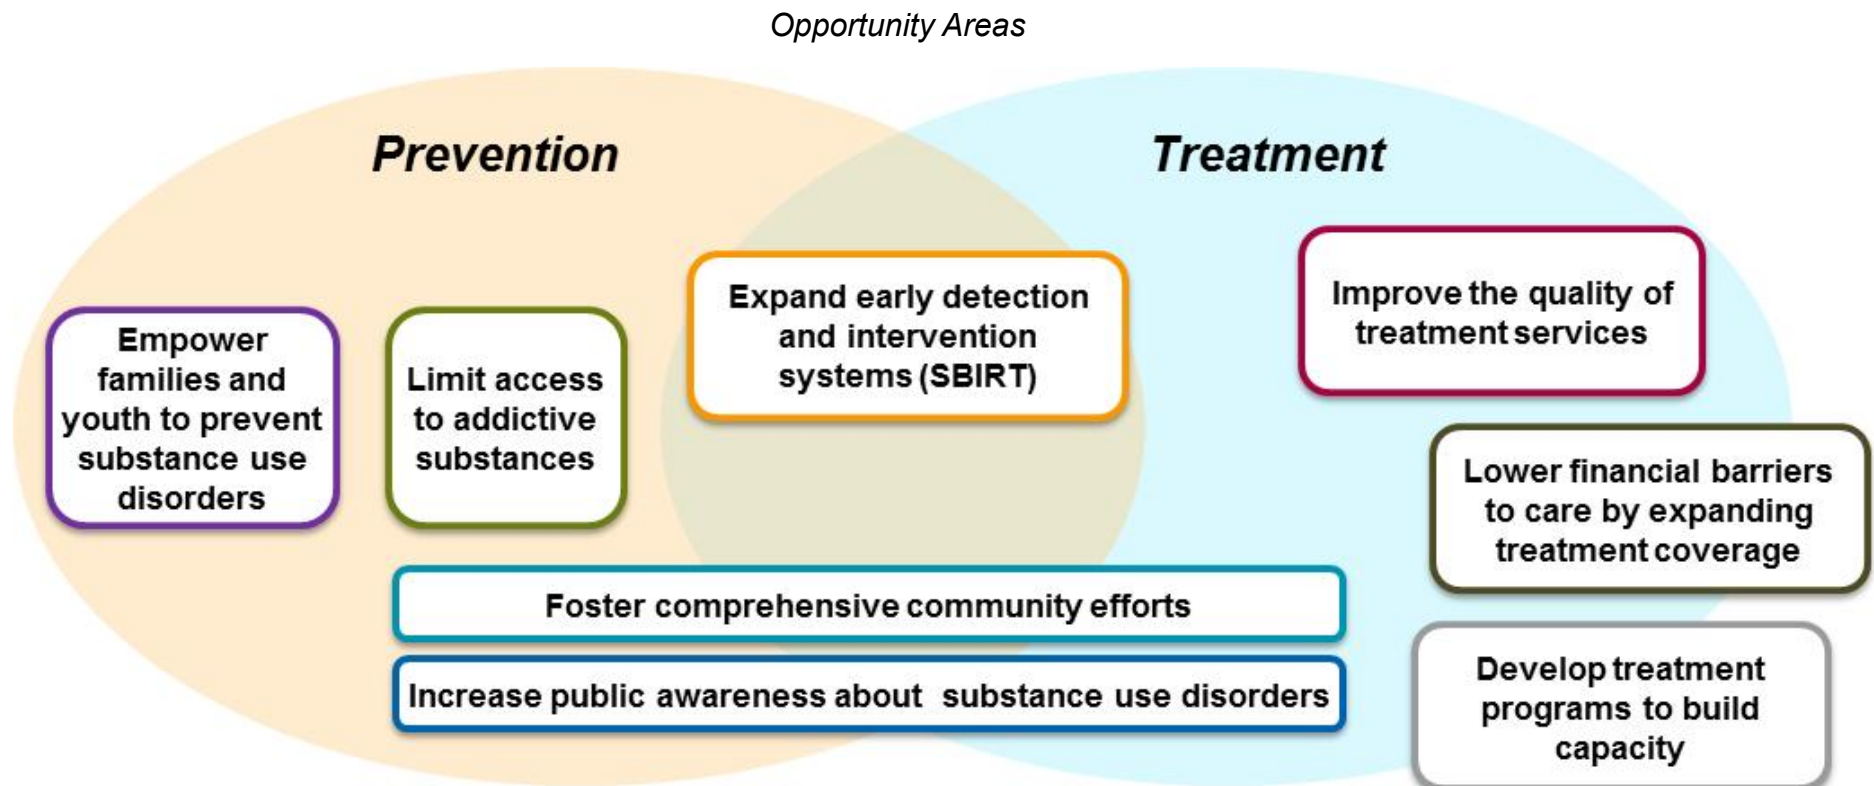 Opportunity Areas
Prevention
Treatment
Empower
families and
youth to prevent
substance use
disorders
Limit access
to addictive
substances
Expand early detection
and intervention
systems (SBIRT)
Improve the quality of
treatment services
Lower financial barriers
to care by expanding
treatment coverage
Foster comprehensive community efforts
Increase public awareness about substance use disorders
Develop treatment
programs to build
capacity